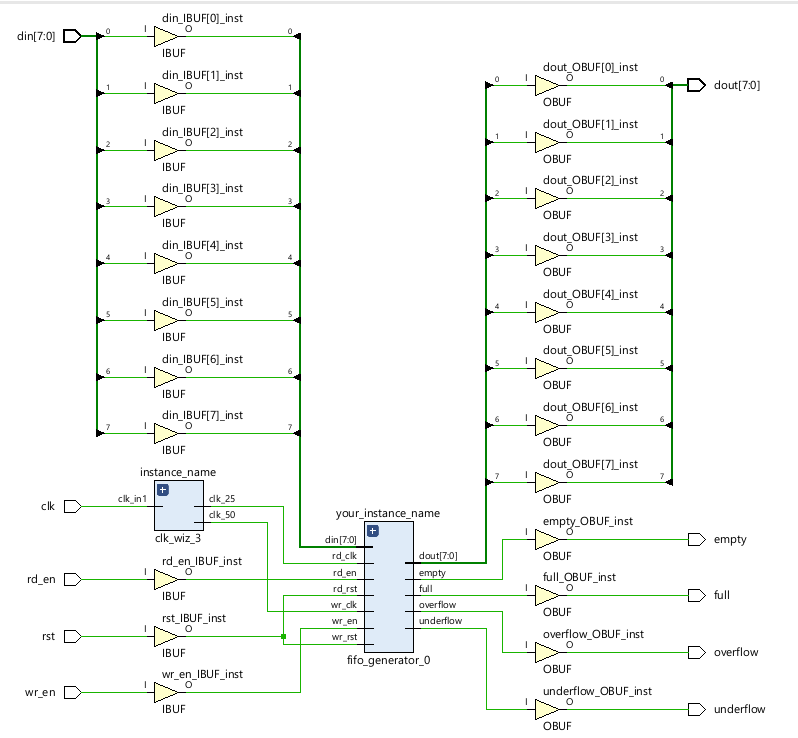 din_IBUF[0]_inst
din[7:0]
0
I
O
0
IBUF
din_IBUF[1]_inst
1
I
O
1
IBUF
din_IBUF[2]_inst
2
I
O
2
IBUF
din_IBUF[3]_inst
3
I
O
3
IBUF
din_IBUF[4]_inst
4
I
O
4
IBUF
din_IBUF[5]_inst
5
I
O
5
IBUF
din_IBUF[6]_inst
6
I
O
6
IBUF
din_IBUF[7]_inst
7
I
O
7
IBUF
dout_OBUF[0]_inst
0
I
O
0
dout[7:0]
OBUF
dout_OBUF[1]_inst
1
I
O
1
OBUF
dout_OBUF[2]_inst
2
I
O
2
OBUF
dout_OBUF[3]_inst
3
I
O
3
OBUF
dout_OBUF[4]_inst
4
I
O
4
OBUF
dout_OBUF[5]_inst
5
I
O
5
OBUF
dout_OBUF[6]_inst
6
I
O
6
OBUF
dout_OBUF[7]_inst
7
I
O
7
OBUF
instance_name
clk
clk_in1
clk_25
clk_50
clk_wiz_3
rd_en_IBUF_inst
rd_en
I
O
IBUF
rst_IBUF_inst
rst
I
O
IBUF
wr_en_IBUF_inst
wr_en
I
O
IBUF
your_instance_name
din[7:0]
rd_clk
rd_en
rd_rst
wr_clk
wr_en
wr_rst
dout[7:0]
empty
full
overflow
underflow
fifo_generator_0
empty_OBUF_inst
I
O
empty
OBUF
full_OBUF_inst
I
O
full
OBUF
overflow_OBUF_inst
I
O
overflow
OBUF
underflow_OBUF_inst
I
O
underflow
OBUF